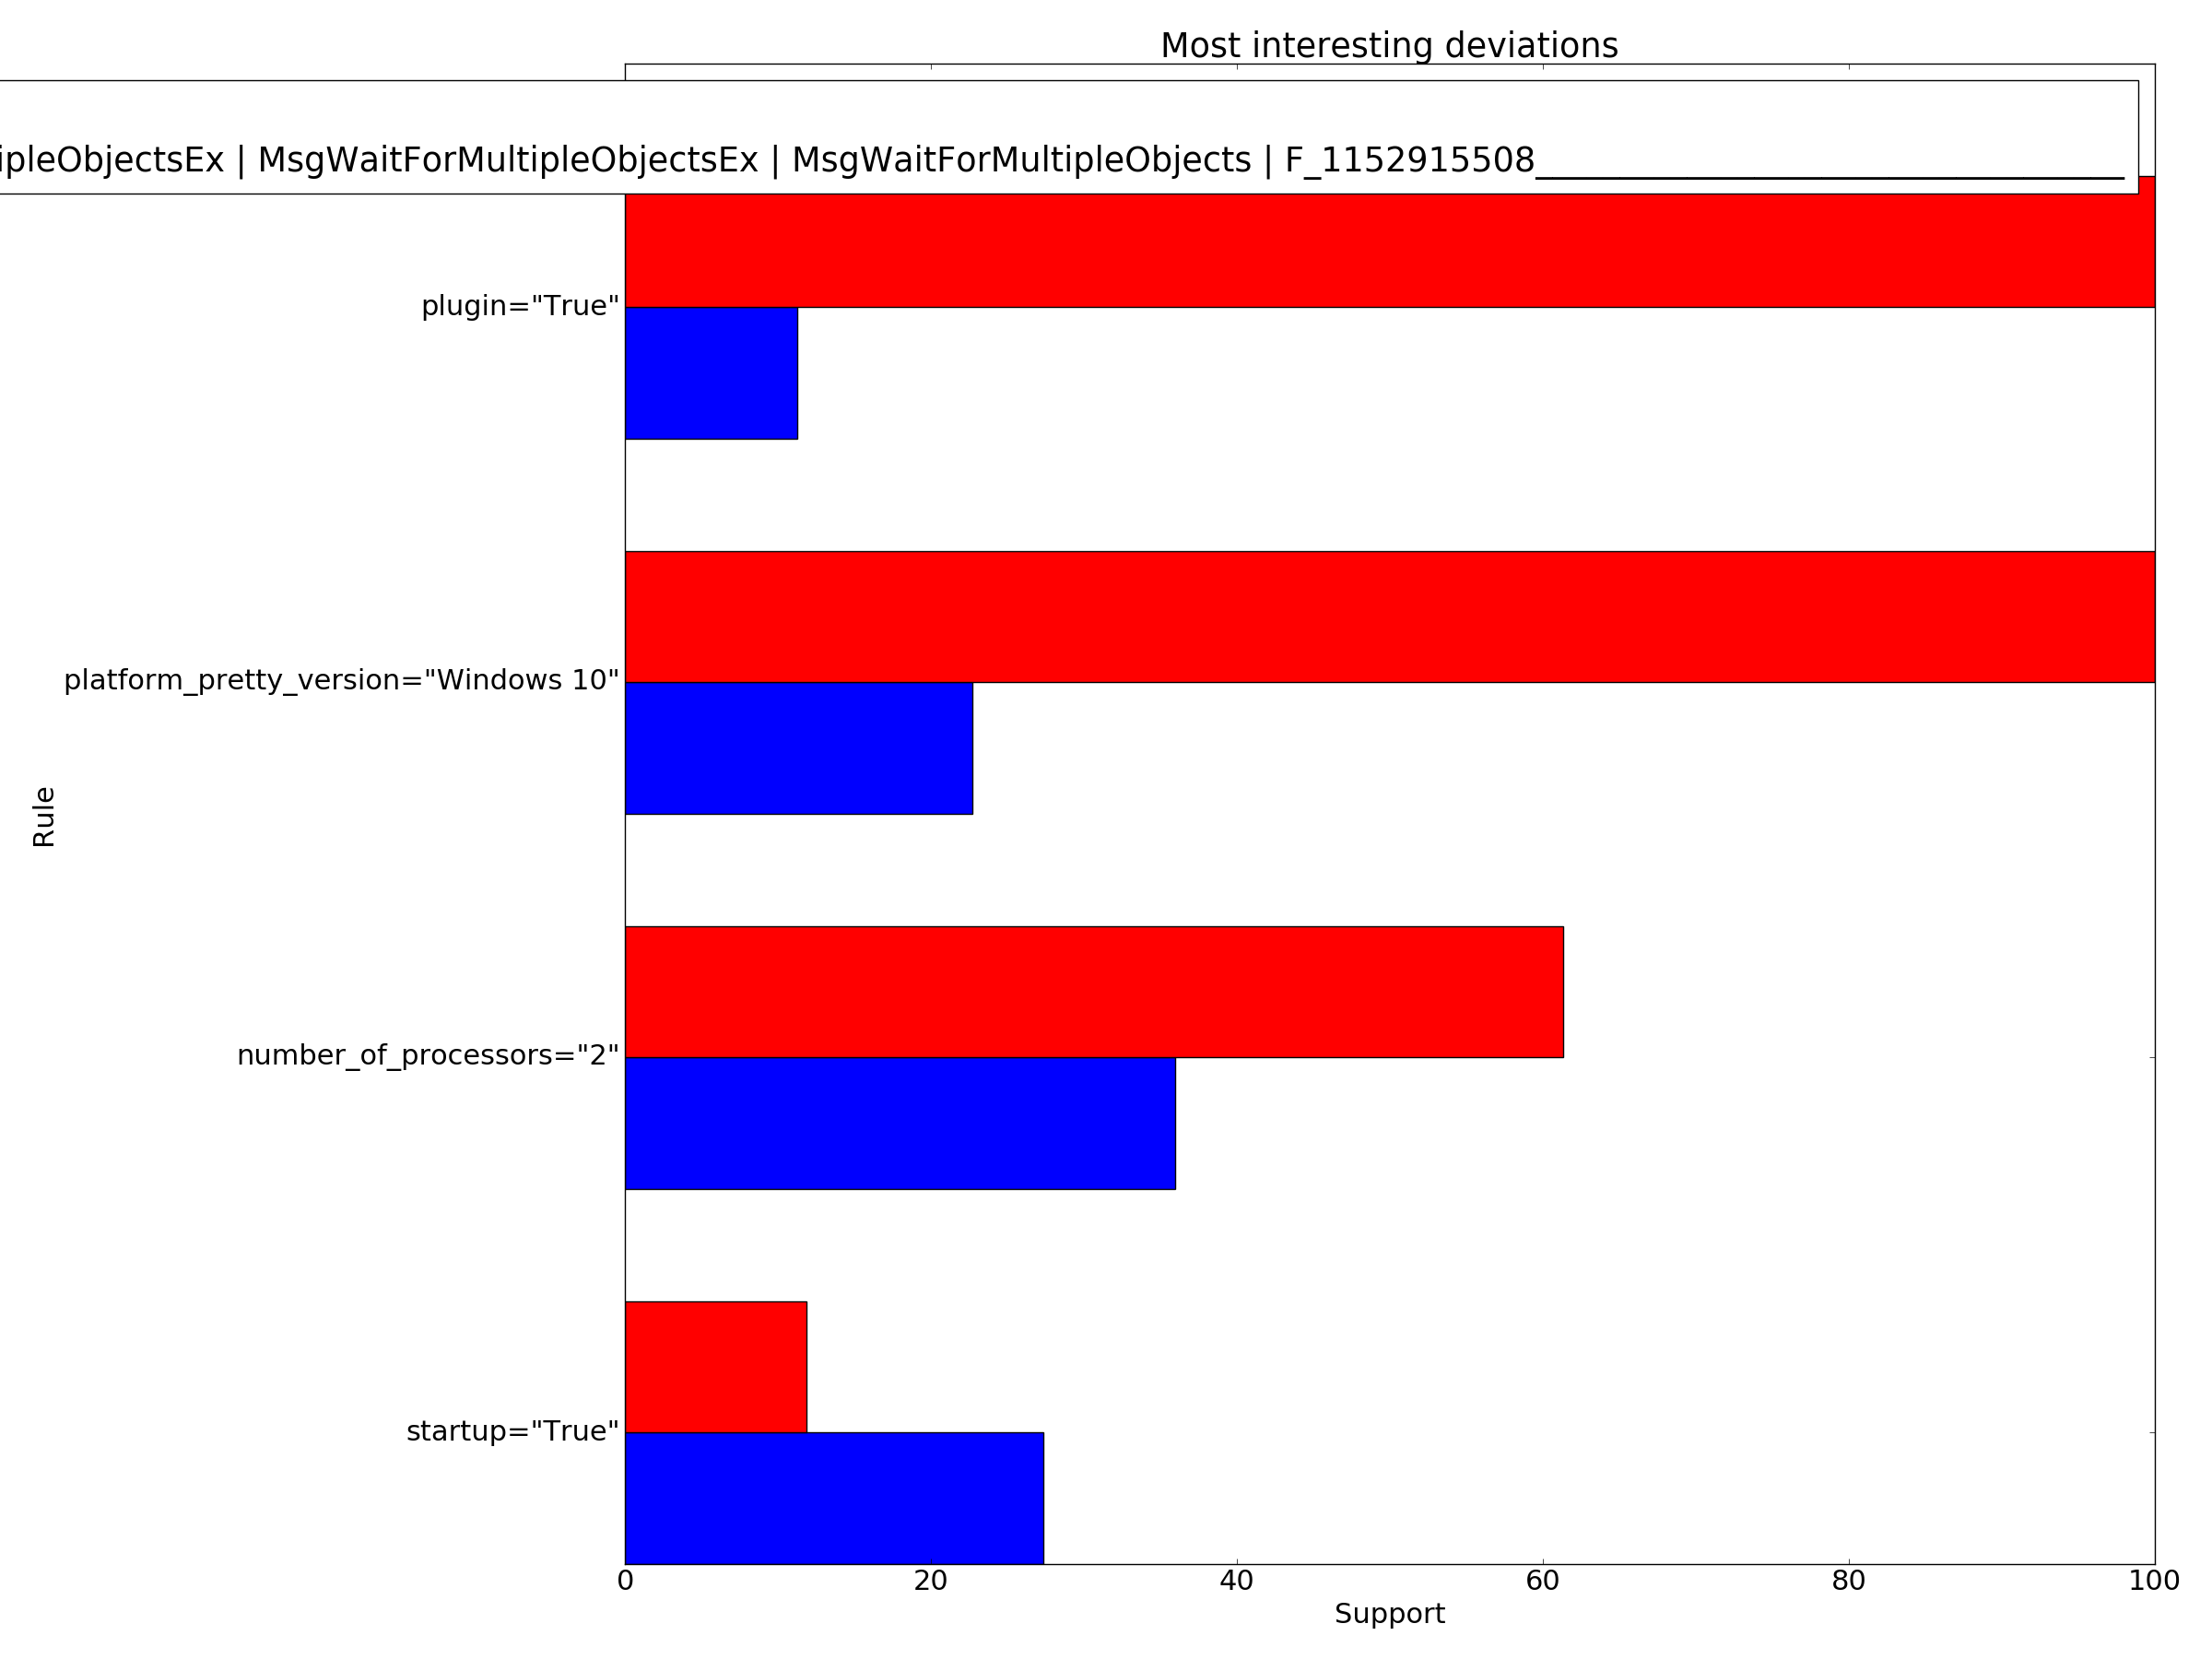 Most interesting deviations
ipleObjectsEx | MsgWaitForMultipleObjectsEx | MsgWaitForMultipleObjects | F_1152915508___________________________________
plugin="True"
platform_pretty_version="Windows 10"
Rule
number_of_processors="2"
startup="True"
0 20 40 60 80 100
Support